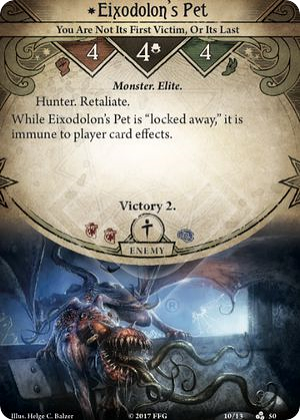 Eixodolon's Pet
You Are Not Its First Victim, Or Its Last
4 4 4
Monster. Elite.
Hunter. Retaliate.
While Eixodolon's Pet is "locked away," it is
immune to player card effects.
Victory 2.
ENEMY
Illus. Helge C. Balzer © 2017 FFG 10/13 50